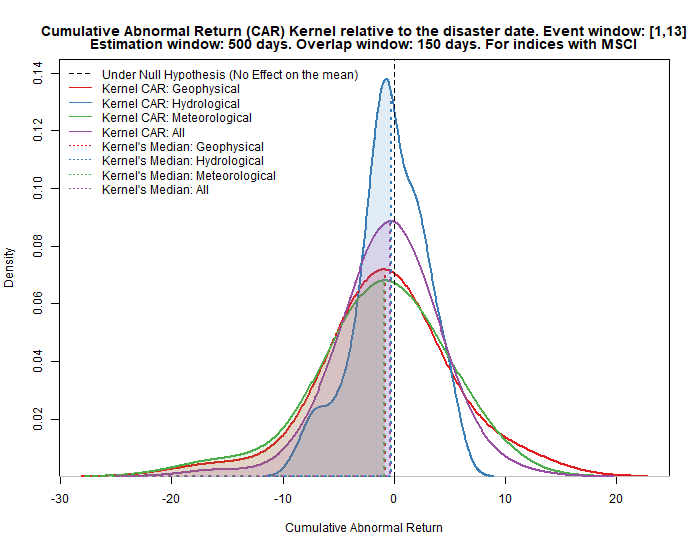 Cumulative Abnormal Return (CAR) Kernel relative to the disaster date. Event window: [1,13]
Estimation window: 500 days. Overlap window: 150 days. For indices with MSCI
Under Null Hypothesis (No Effect on the mean)
Kernel CAR: Geophysical
Kernel CAR: Hydrological
Kernel CAR: Meteorological
Kernel CAR: All
Kernel's Median: Geophysical
Kernel's Median: Hydrological
Kernel's Median: Meteorological
Kernel's Median: All
Density
0.14
0.12
0.10
0.08
0.06
0.04
0.02
-30 -20 -10 0 10 20
Cumulative Abnormal Return